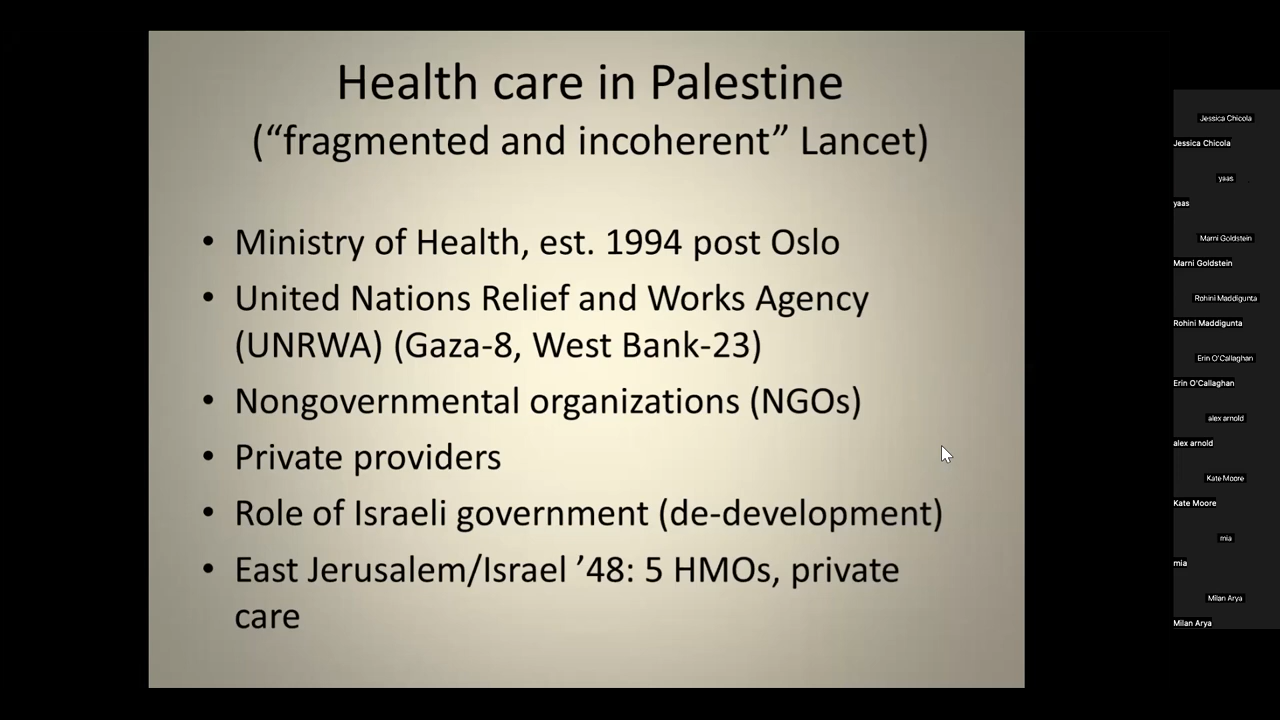 Health care in Palestine
(“fragmented and incoherent” Lancet)
• Ministry of Health, est. 1994 post Oslo
• United Nations Relief and Works Agency
(UNRWA) (Gaza-8, West Bank-23)
• Nongovernmental organizations (NGOs)
• Private providers
• Role of Israeli government (de-development)
• East Jerusalem/Israel ’48: 5 HMOs, private
care
Jessica Chicola
Jessica Chicola
yaas
yaas
Marni Goldstein
Marni Goldstein
Rohini Maddigunta
Rohini Maddigunta
Erin O'Callaghan
Erin O'Callaghan
alex arnold
alex arnold
Kate Moore
Kate Moore
mia
mia
Milan Arya
Milan Arya